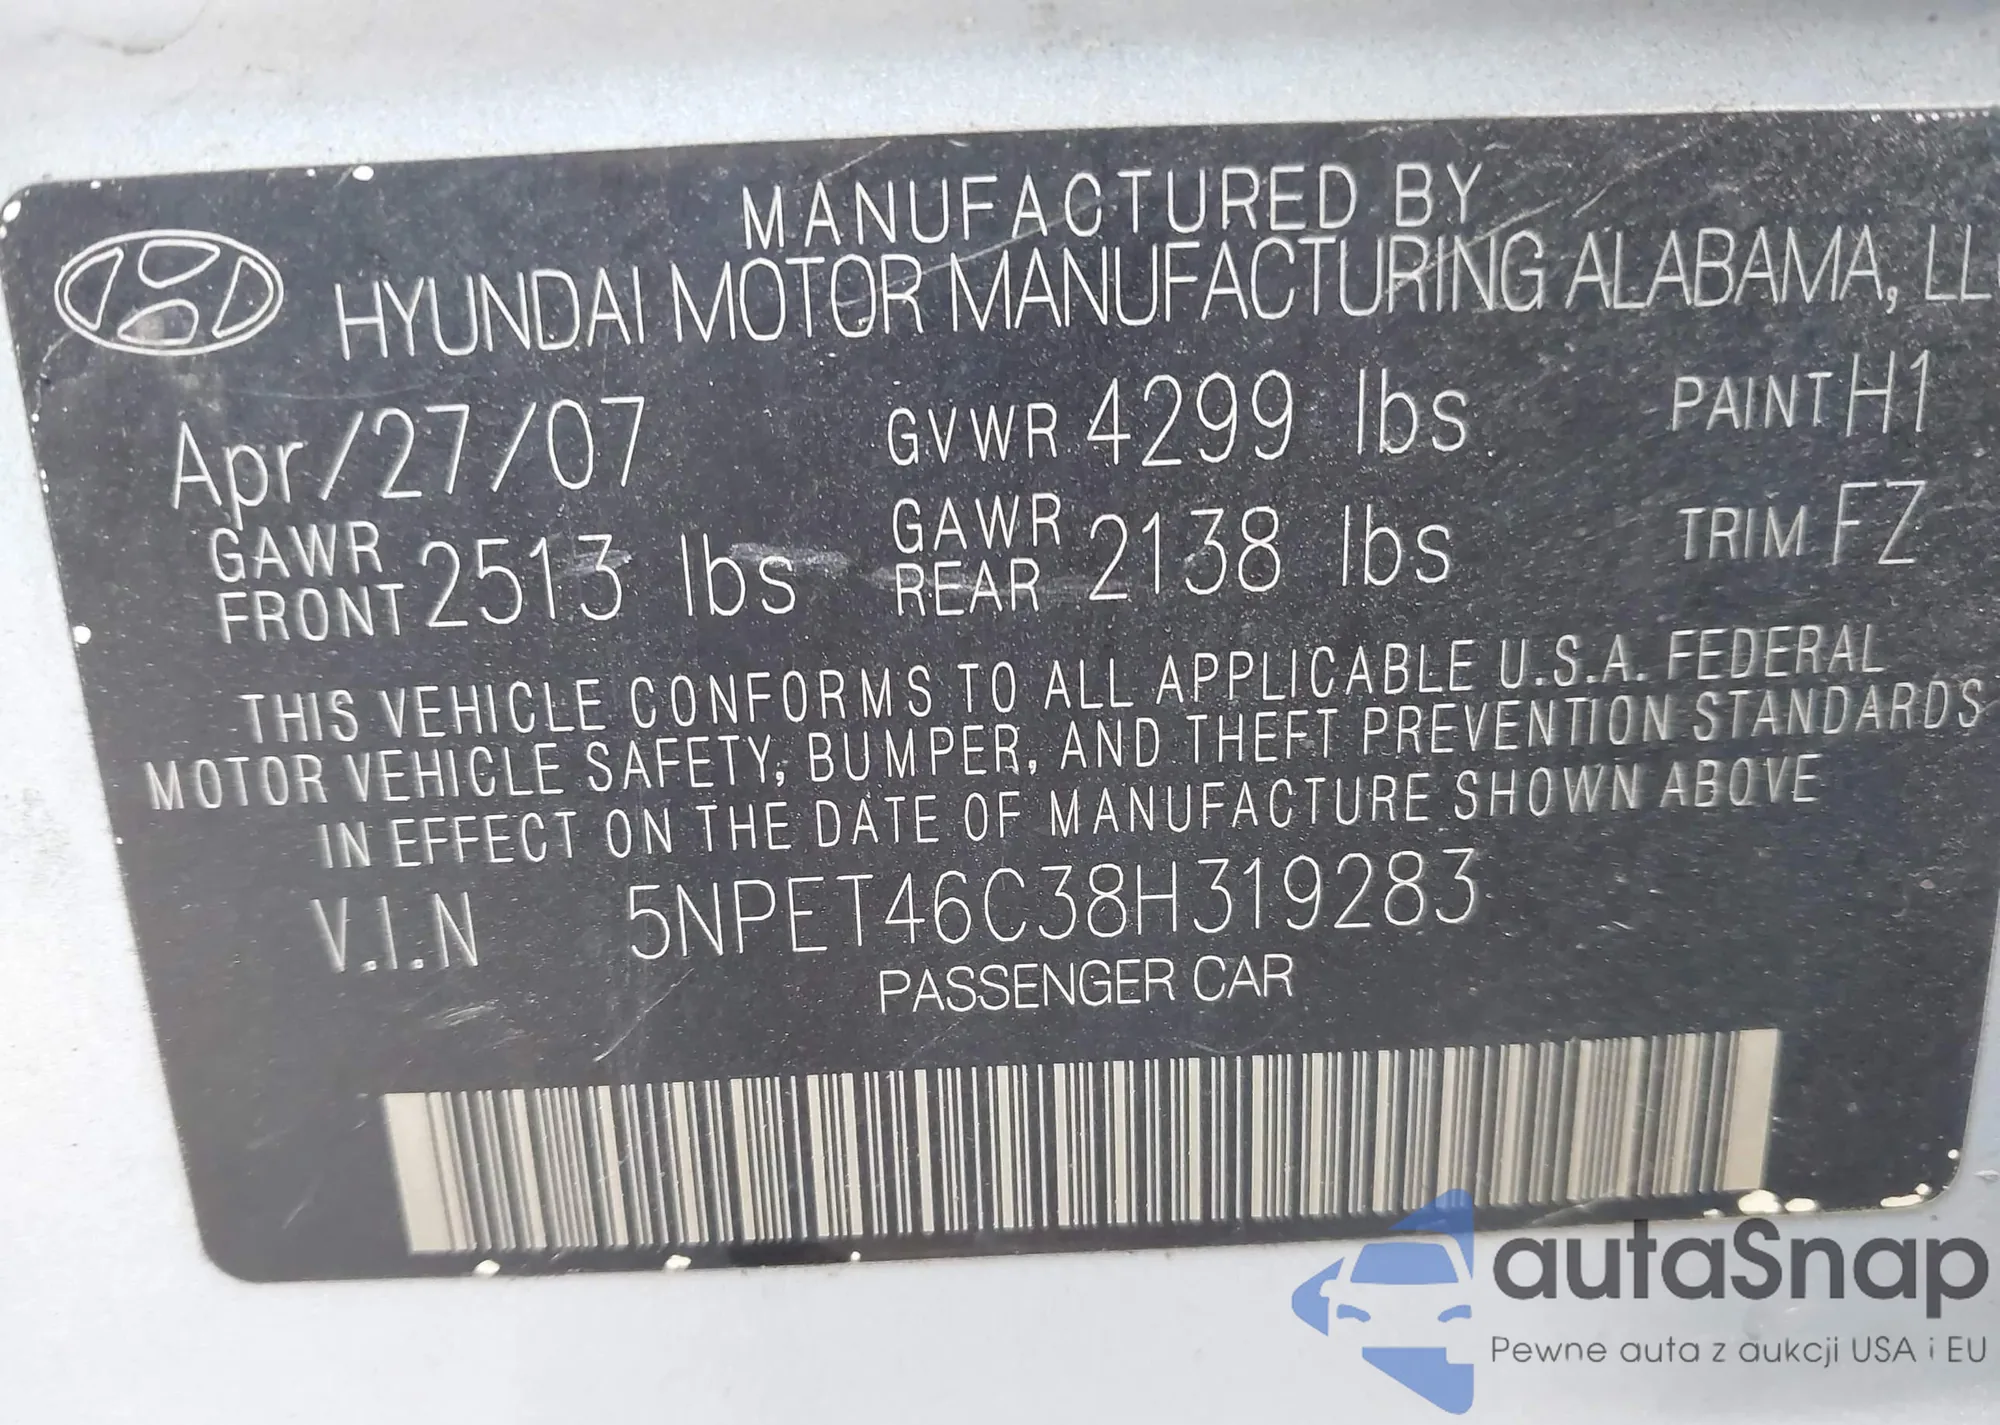 MANUFACTURED BY
HYUNDAI MOTOR MANUFACTURING ALABAMA, LL
Apr/27/07 GVWR 4299 lbs PAINT H1
GAWR FRONT 2513 lbs GAWR REAR 2138 lbs TRIM FZ
THIS VEHICLE CONFORMS TO ALL APPLICABLE U.S.A. FEDERAL
MOTOR VEHICLE SAFETY, BUMPER, AND THEFT PREVENTION STANDARDS
IN EFFECT ON THE DATE OF MANUFACTURE SHOWN ABOVE
V.I.N 5NPET46C38H319283
PASSENGER CAR
autaSnap
Pewne auta z aukcji USA i EU